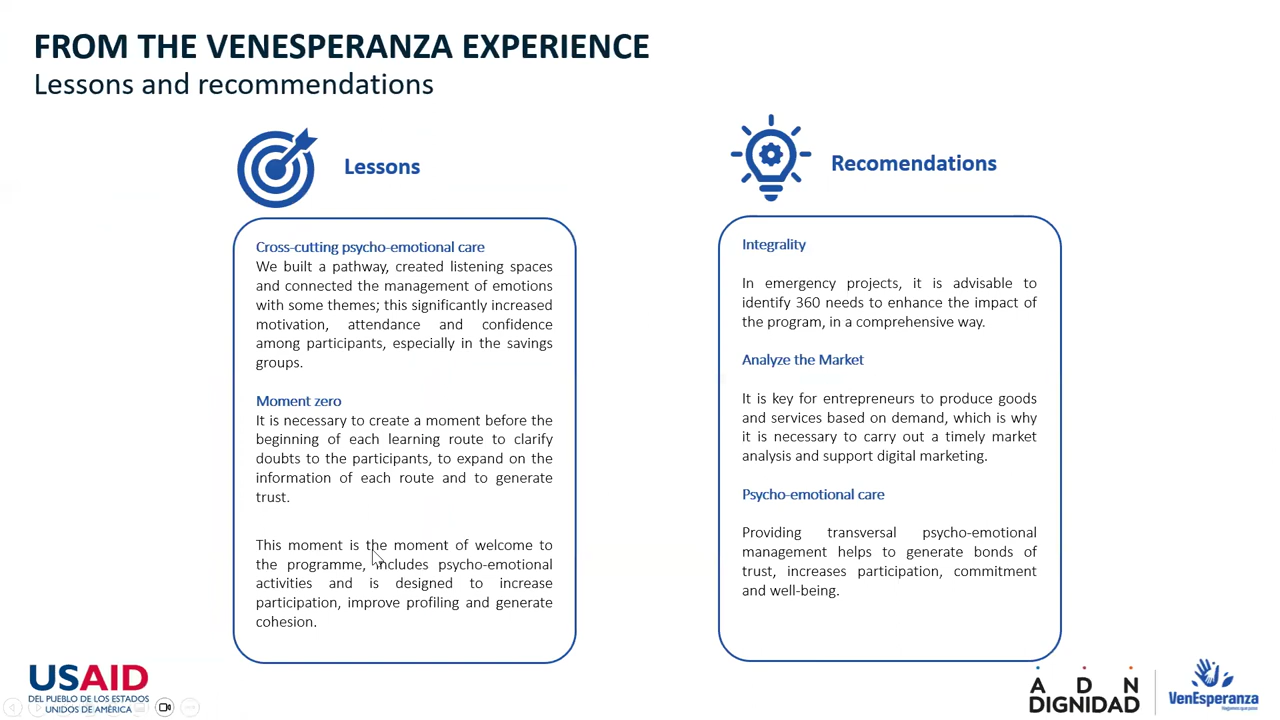 FROM THE VENESPERANZA EXPERIENCE
Lessons and recommendations
Lessons
Cross-cutting psycho-emotional care
We built a pathway, created listening spaces
and connected the management of emotions
with some themes; this significantly increased
motivation, attendance and confidence
among participants, especially in the savings
groups.
Moment zero
It is necessary to create a moment before the
beginning of each learning route to clarify
doubts to the participants, to expand on the
information of each route and to generate
trust.
This moment is the moment of welcome to
the programme, includes psycho-emotional
activities and is designed to increase
participation, improve profiling and generate
cohesion.
Recomendations
Integrality
In emergency projects, it is advisable to
identify 360 needs to enhance the impact of
the program, in a comprehensive way.
Analyze the Market
It is key for entrepreneurs to produce goods
and services based on demand, which is why
it is necessary to carry out a timely market
analysis and support digital marketing.
Psycho-emotional care
Providing transversal psycho-emotional
management helps to generate bonds of
trust, increases participation, commitment
and well-being.
USAID
DEL PUEBLO DE LOS ESTADOS
UNIDOS DE AMÉRICA
ADN
DIGNIDAD
VenEsperanza